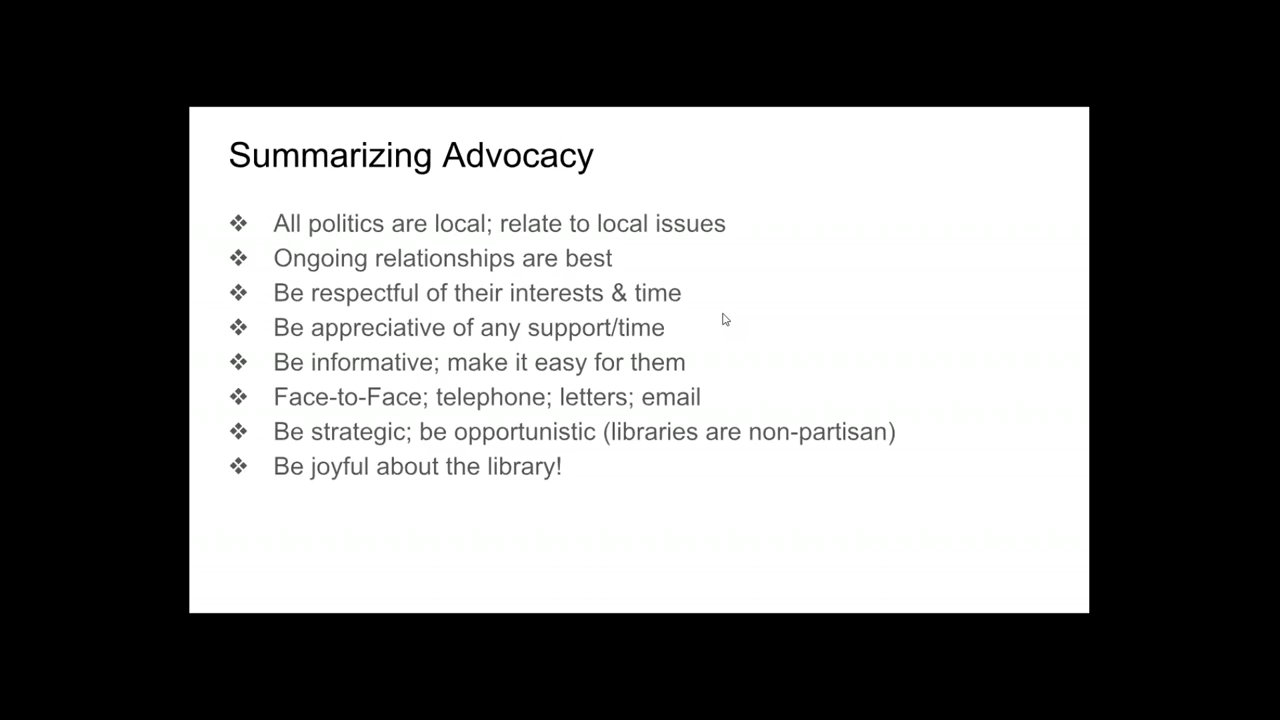 Summarizing Advocacy
❖ All politics are local; relate to local issues
❖ Ongoing relationships are best
❖ Be respectful of their interests & time
❖ Be appreciative of any support/time
❖ Be informative; make it easy for them
❖ Face-to-Face; telephone; letters; email
❖ Be strategic; be opportunistic (libraries are non-partisan)
❖ Be joyful about the library!